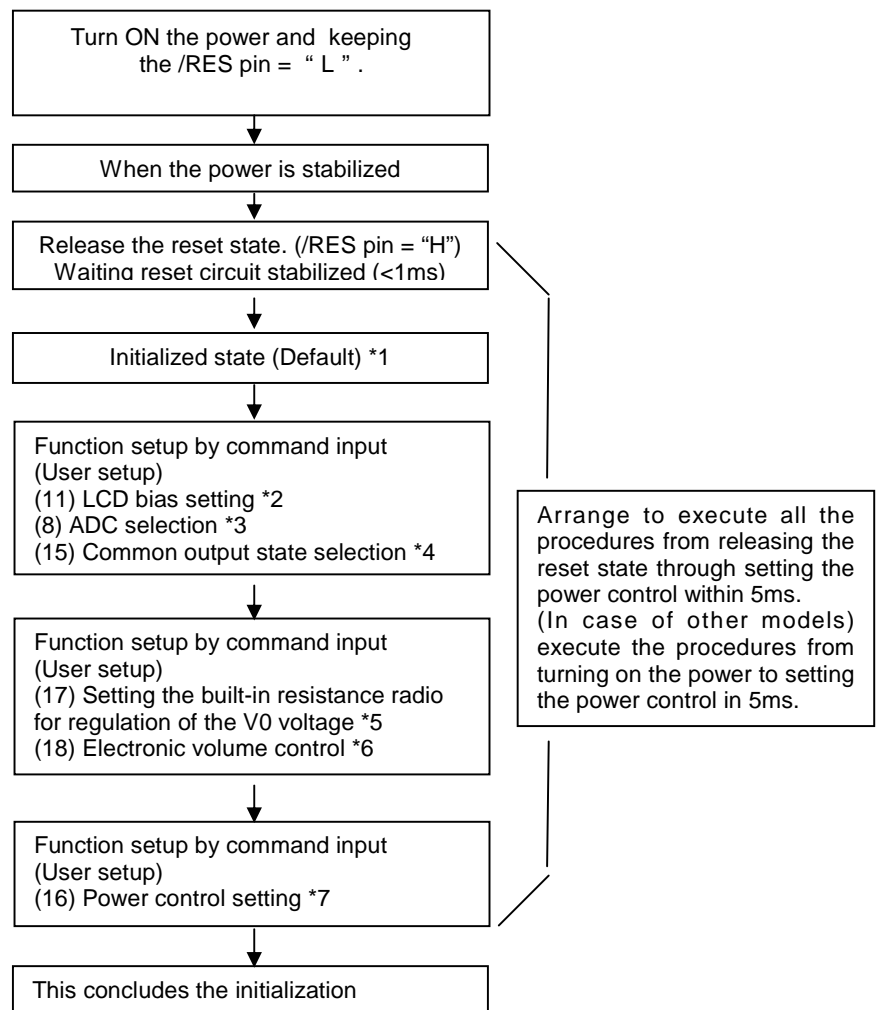 Turn ON the power and keeping
the /RES pin = “ L ” .
When the power is stabilized
Release the reset state. (/RES pin = “H”)
Waiting reset circuit stabilized (<1ms)
Initialized state (Default) *1
Function setup by command input
(User setup)
(11) LCD bias setting *2
(8) ADC selection *3
(15) Common output state selection *4
Function setup by command input
(User setup)
(17) Setting the built-in resistance radio
for regulation of the V0 voltage *5
(18) Electronic volume control *6
Function setup by command input
(User setup)
(16) Power control setting *7
This concludes the initialization
Arrange to execute all the
procedures from releasing the
reset state through setting the
power control within 5ms.
(In case of other models)
execute the procedures from
turning on the power to setting
the power control in 5ms.